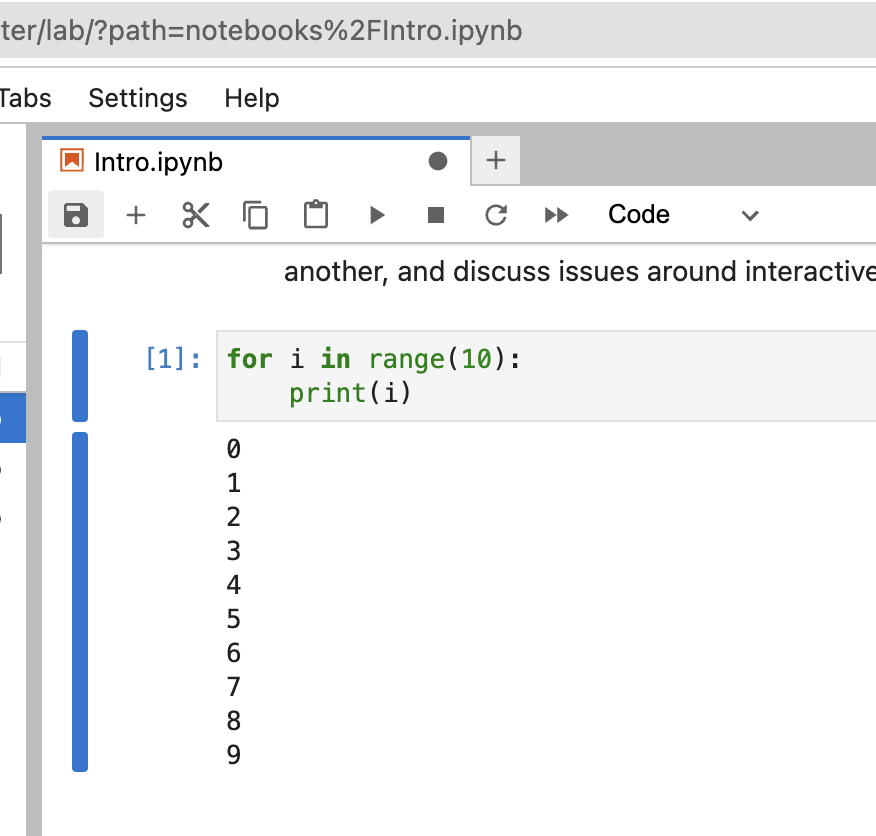 ter/lab/?path=notebooks%2FIntro.ipynb
Tabs Settings Help
Intro.ipynb
Code
another, and discuss issues around interactive
[1]: for i in range(10):
    print(i)
0
1
2
3
4
5
6
7
8
9